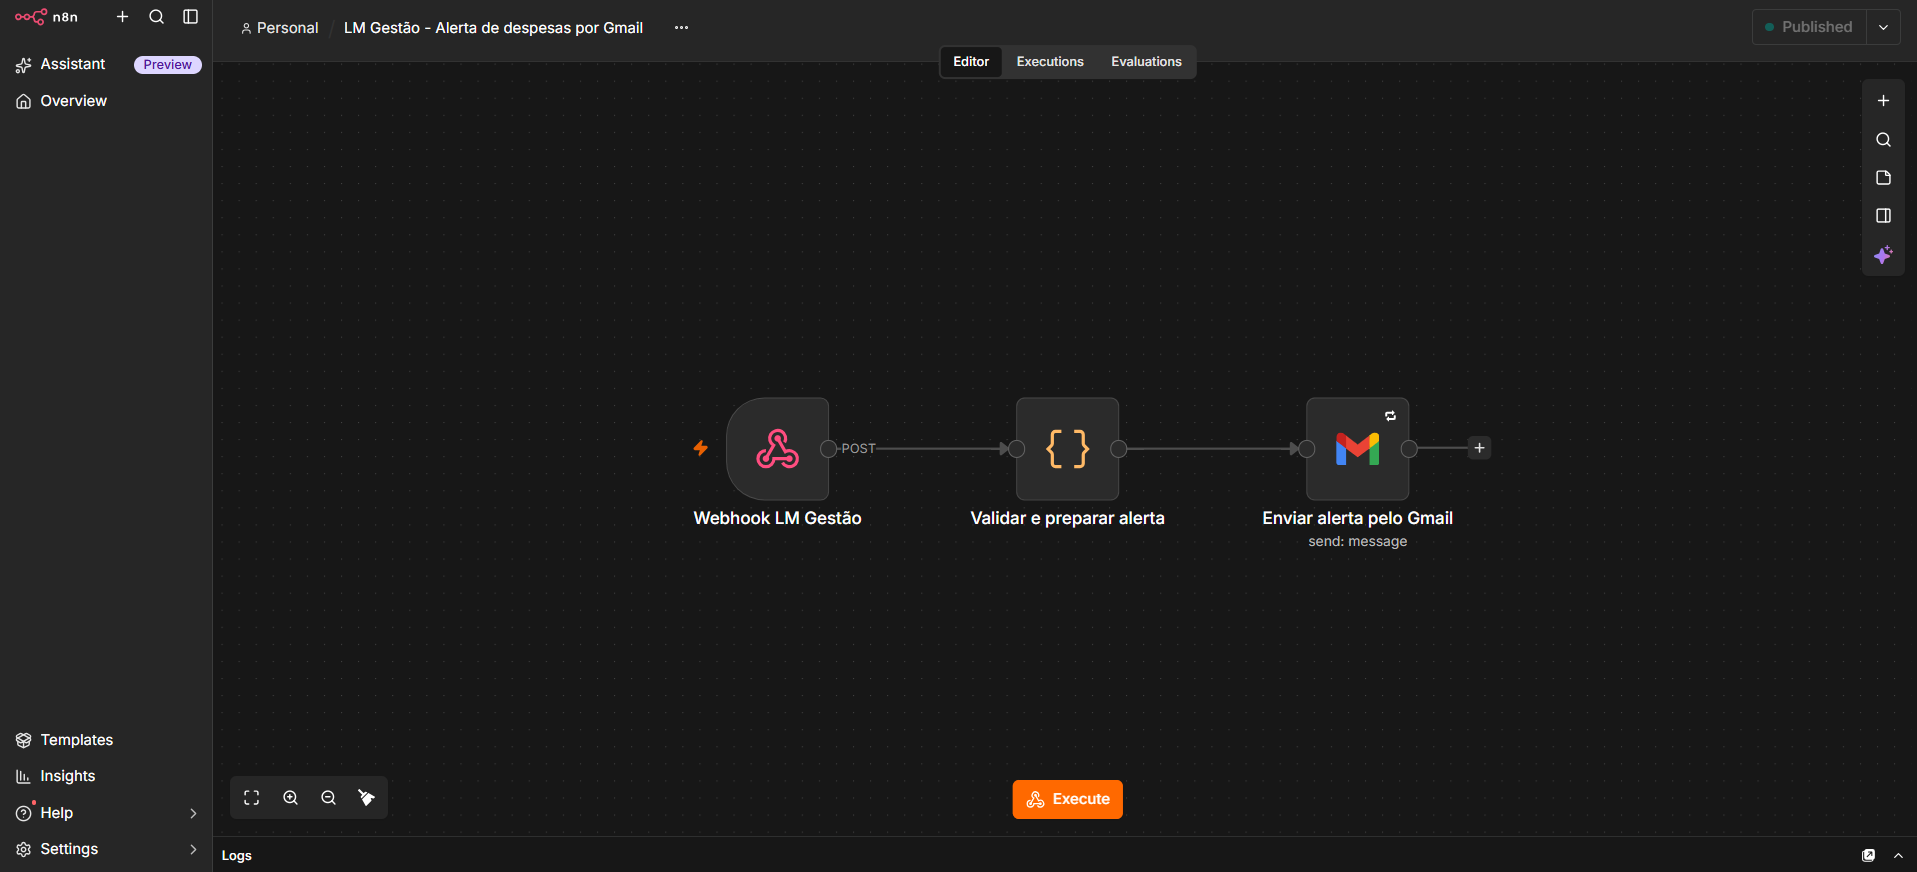 n8n
Personal / LM Gestão - Alerta de despesas por Gmail ...
Published
Editor Executions Evaluations
Assistant Preview
Overview
POST
Webhook LM Gestão
Validar e preparar alerta
Enviar alerta pelo Gmail
send: message
Templates
Insights
Help
Settings
Execute
Logs